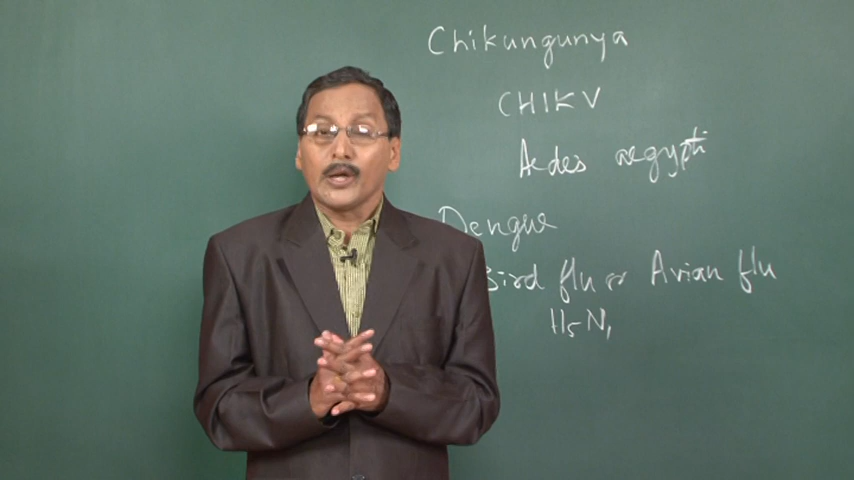 Chikungunya
CHIKV
Aedes aegypti
Dengue
Bird flu or Avian flu
H5N1